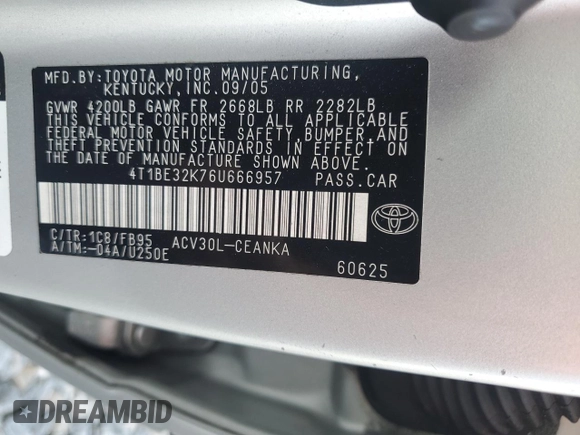 MFD.BY:TOYOTA MOTOR MANUFACTURING,
KENTUCKY, INC.09/05
GVWR 4200LB GAWR FR 2668LB RR 2282LB
THIS VEHICLE CONFORMS TO ALL APPLICABLE
FEDERAL MOTOR VEHICLE SAFETY, BUMPER, AND
THEFT PREVENTION STANDARDS IN EFFECT ON
THE DATE OF MANUFACTURE SHOWN ABOVE.
4T1BE32K76U666957 PASS.CAR
C/TR:1C8/FB95 ACV30L-CEANKA
A/TM:-04A/U250E
60625
DREAMBID